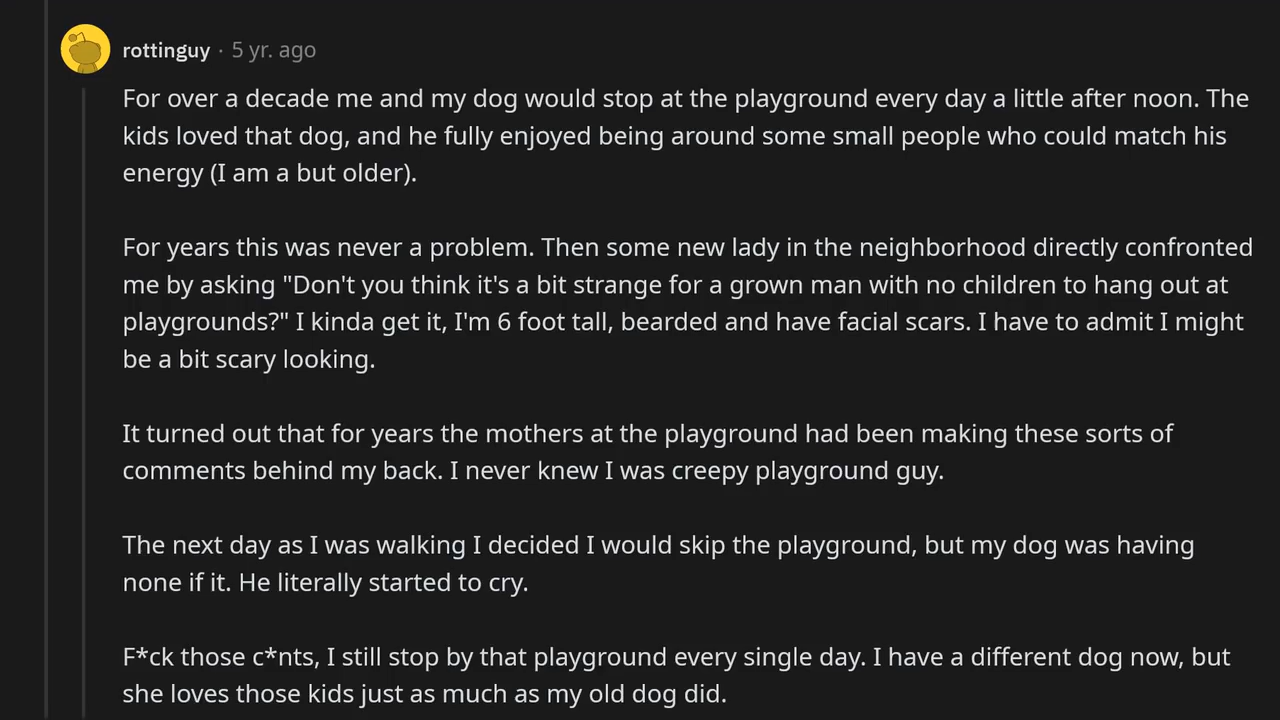 rottinguy · 5 yr. ago
For over a decade me and my dog would stop at the playground every day a little after noon. The
kids loved that dog, and he fully enjoyed being around some small people who could match his
energy (I am a but older).
For years this was never a problem. Then some new lady in the neighborhood directly confronted
me by asking "Don't you think it's a bit strange for a grown man with no children to hang out at
playgrounds?" I kinda get it, I'm 6 foot tall, bearded and have facial scars. I have to admit I might
be a bit scary looking.
It turned out that for years the mothers at the playground had been making these sorts of
comments behind my back. I never knew I was creepy playground guy.
The next day as I was walking I decided I would skip the playground, but my dog was having
none if it. He literally started to cry.
F*ck those c*nts, I still stop by that playground every single day. I have a different dog now, but
she loves those kids just as much as my old dog did.